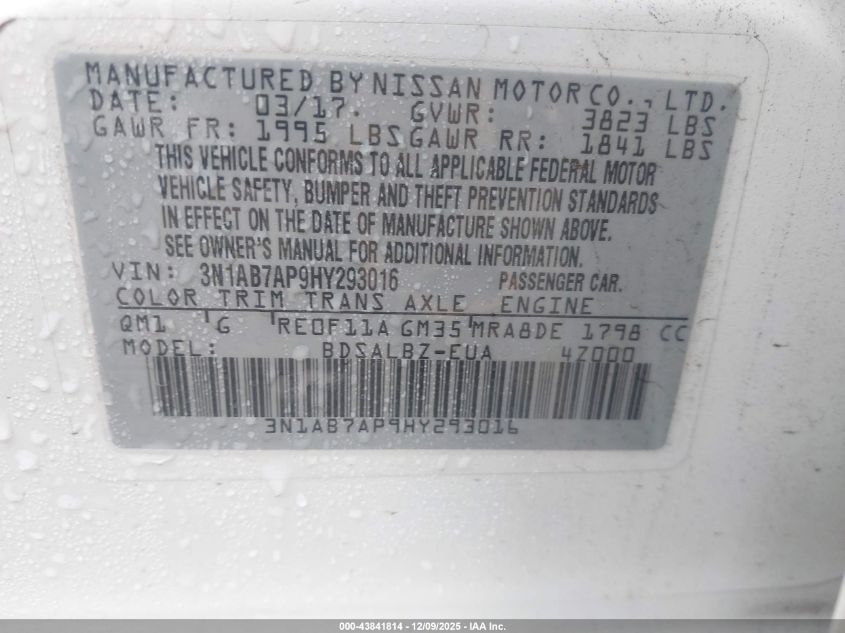 MANUFACTURED BY NISSAN MOTOR CO., LTD.
DATE: 03/17. GVWR: 3823 LBS
GAWR FR: 1995 LBS GAWR RR: 1841 LBS
THIS VEHICLE CONFORMS TO ALL APPLICABLE FEDERAL MOTOR
VEHICLE SAFETY, BUMPER AND THEFT PREVENTION STANDARDS
IN EFFECT ON THE DATE OF MANUFACTURE SHOWN ABOVE.
SEE OWNER'S MANUAL FOR ADDITIONAL INFORMATION.
VIN: 3N1AB7AP9HY293016 PASSENGER CAR.
COLOR TRIM TRANS AXLE ENGINE
QM1 G RE0F11A GM35 MRA8DE 1798 CC
MODEL: BDSALBZ-EUA 47000
3N1AB7AP9HY293016
000-43841814 - 12/09/2025 - IAA Inc.